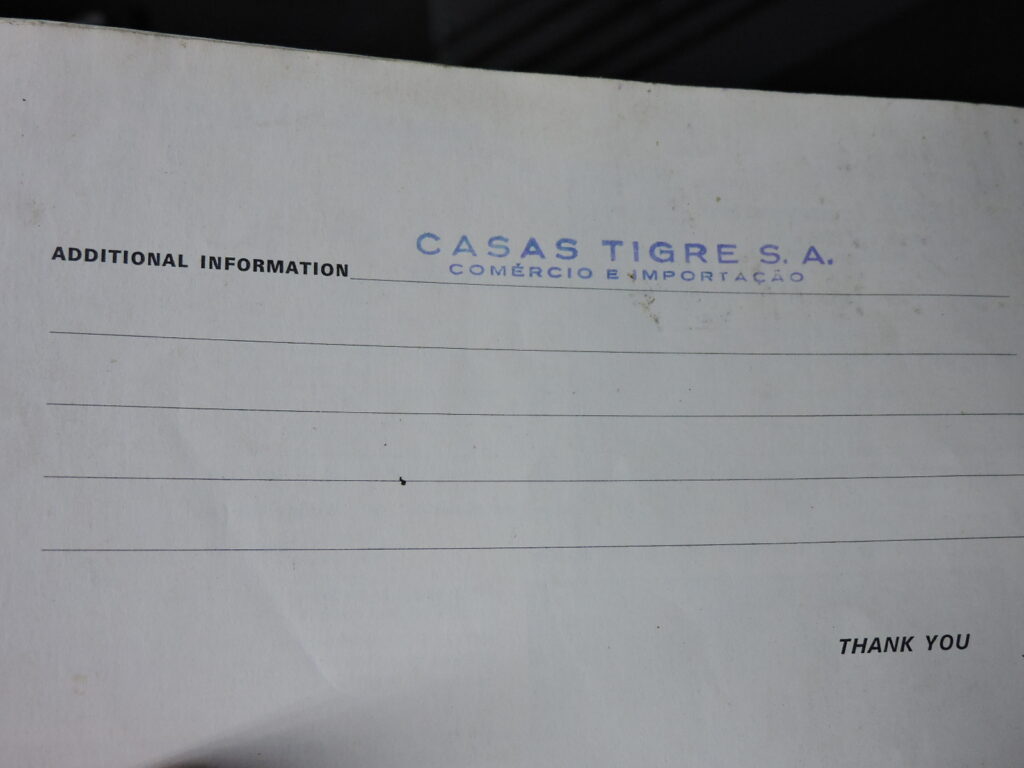 CASAS TIGRE S. A.
COMÉRCIO E IMPORTAÇÃO
ADDITIONAL INFORMATION
THANK YOU